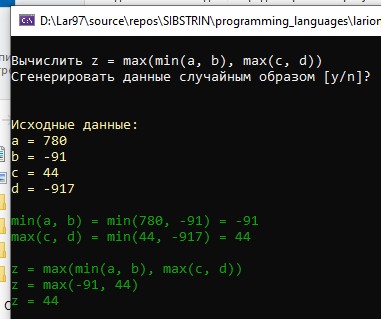 D:\Lar97\source\repos\SIBSTRIN\programming_languages\larion
Вычислить z = max(min(a, b), max(c, d))
Сгенерировать данные случайным образом [y/n]?
Исходные данные:
a = 780
b = -91
c = 44
d = -917
min(a, b) = min(780, -91) = -91
max(c, d) = min(44, -917) = 44
z = max(min(a, b), max(c, d))
z = max(-91, 44)
z = 44